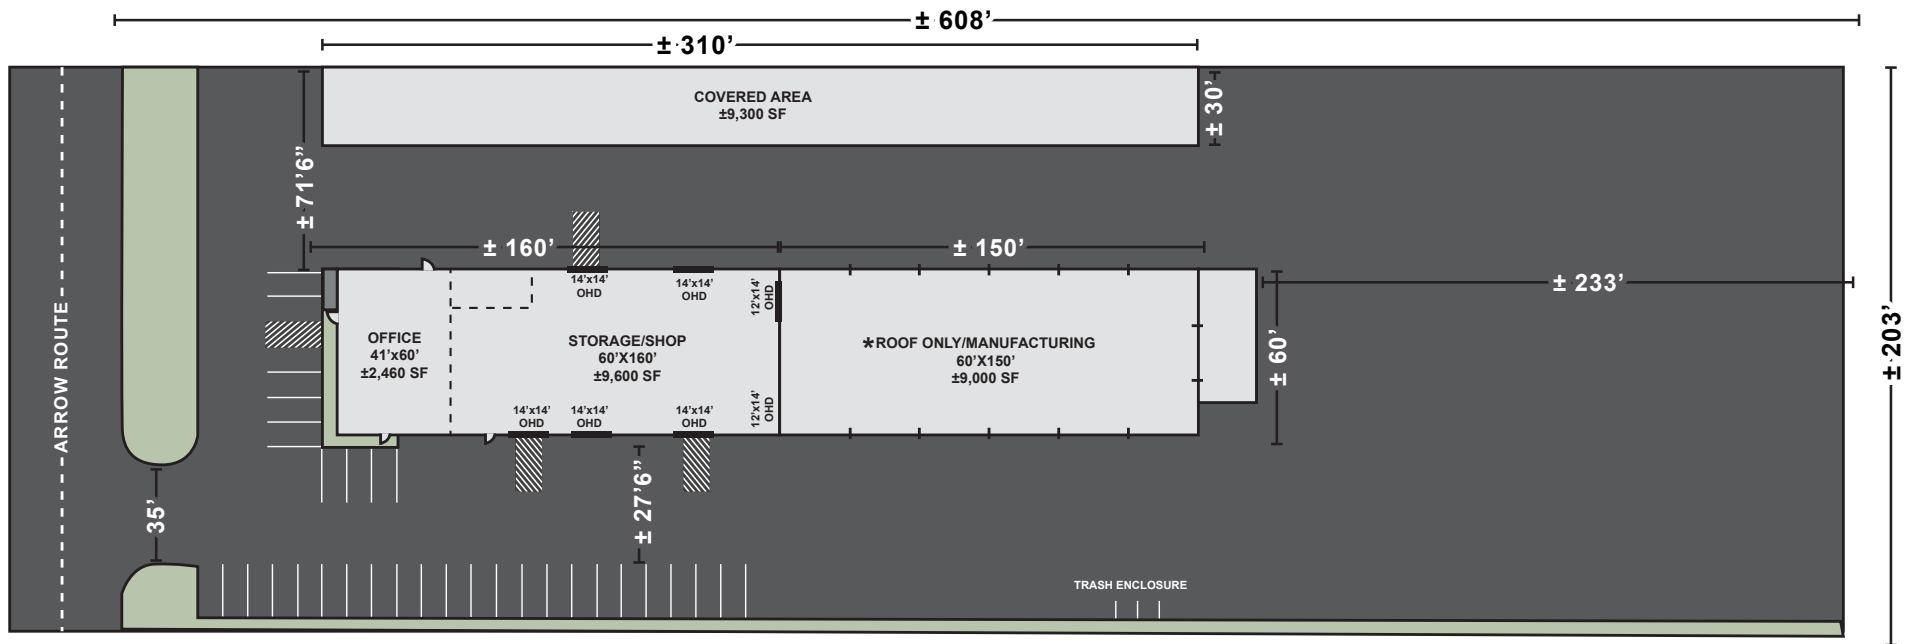 ± 608’
± 310’
COVERED AREA
±9,300 SF
± 30’
± 71’6”
± 160’
± 150’
± 233’
± 203’
14’x14’
OHD
14’x14’
OHD
12’x14’
OHD
ARROW ROUTE
OFFICE
41’x60’
±2,460 SF
STORAGE/SHOP
60’X160’
±9,600 SF
*ROOF ONLY/MANUFACTURING
60’X150’
±9,000 SF
± 60’
14’x14’
OHD
14’x14’
OHD
14’x14’
OHD
12’x14’
OHD
35’
± 27’6”
TRASH ENCLOSURE